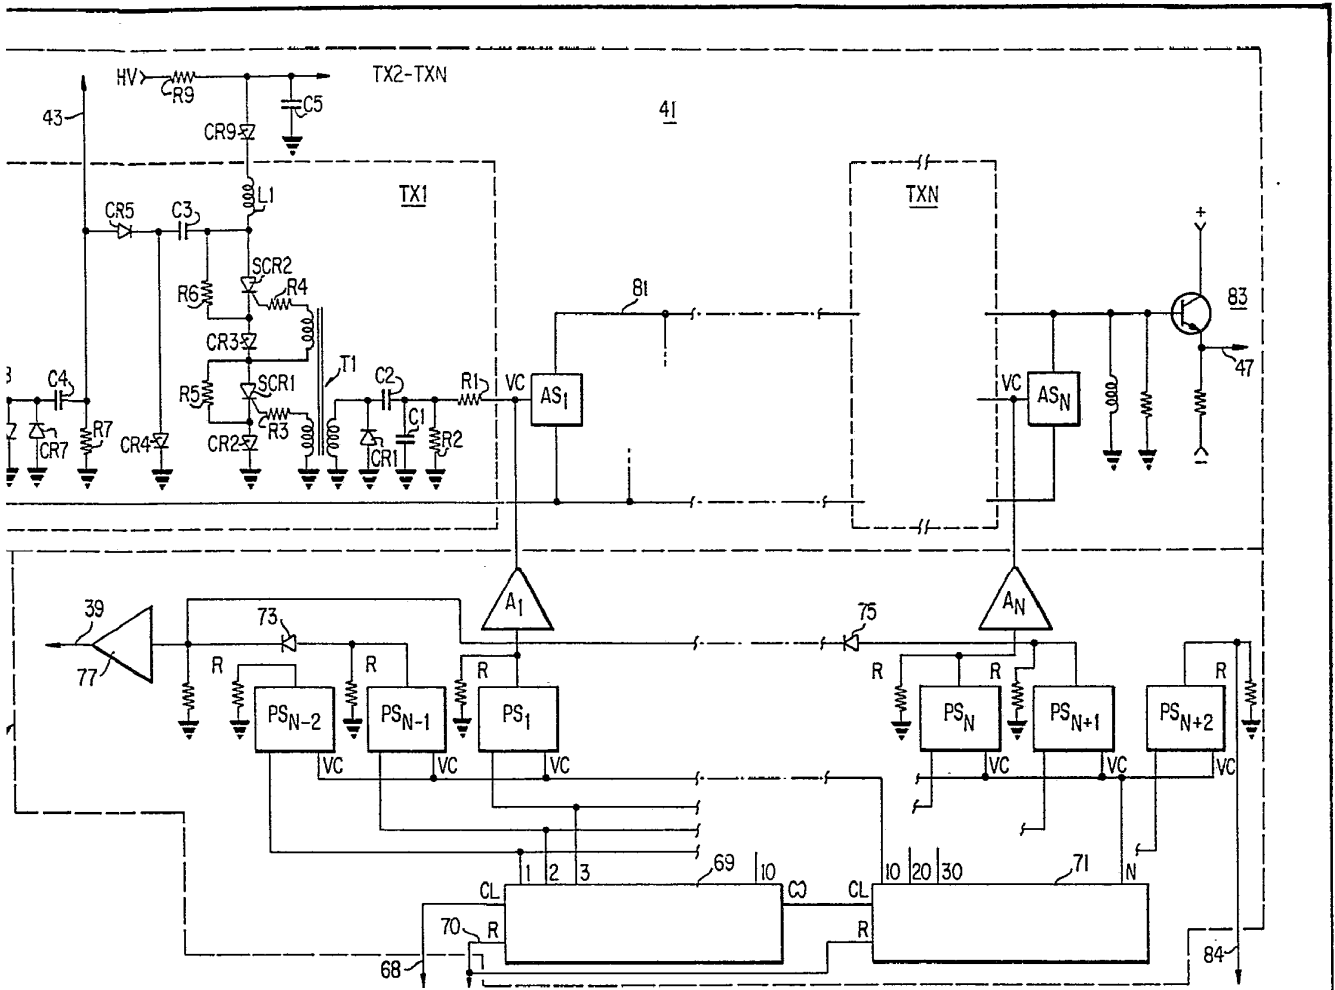 HV
R9
TX2-TXN
C5
43
CR9
41
L1
TX1
TXN
CR5
C3
SCR2
R6
R4
81
+
83
CR3
T1
47
C4
R5
SCR1
C2
R1
VC
AS1
VC
ASN
R7
CR7
CR4
CR2
R3
CR1
C1
R2
−
39
77
73
A1
75
AN
R
R
R
R
R
R
PSN-2
PSN-1
PS1
PSN
PSN+1
PSN+2
VC
VC
VC
VC
VC
VC
1
2
3
69
10
10
20
30
71
N
CL
CO
CL
70
R
R
68
84